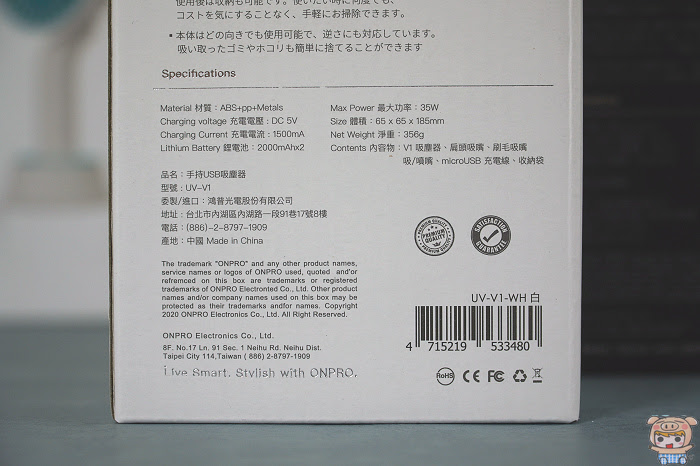 使用後は収納も可能です。使いたい時に何度でも、
コストを気にすることなく、手軽にお掃除できます。
▪本体はどの向きでも使用可能で、逆さにも対応しています。
吸い取ったゴミやホコリも簡単に捨てることができます
Specifications
Material 材質：ABS+pp+Metals
Charging voltage 充電電壓：DC 5V
Charging Current 充電電流：1500mA
Lithium Battery 鋰電池：2000mAhx2
Max Power 最大功率：35W
Size 體積：65 x 65 x 185mm
Net Weight 淨重：356g
Contents 內容物：V1 吸塵器、扁頭吸嘴、刷毛吸嘴
吸/噴嘴、microUSB 充電線、收納袋
品名：手持USB吸塵器
型號：UV-V1
委製/進口：鴻普光電股份有限公司
地址：台北市內湖區內湖路一段91巷17號8樓
電話：(886)-2-8797-1909
產地：中國 Made in China
The trademark "ONPRO" and any other product names,
service names or logos of ONPRO used, quoted and/or
refremced on this box are trademarks or registered
trademarks of ONPRO Electronted Co., Ltd. Other product
names and/or company names used on this box may be
protected as their trademarks andfor names. Copyright
2020 ONPRO Electronics Co., Ltd. All Right Reserved.
ONPRO Electronics Co., Ltd.
8F. No.17 Ln. 91 Sec. 1 Neihu Rd. Neihu Dist.
Taipei City 114,Taiwan ( 886) 2-8797-1909
Live Smart. Stylish with ONPRO.
PREMIUM QUALITY
SATISFACTION
GUARANTEE
UV-V1-WH 白
4 715219 533480
RoHS CE FC